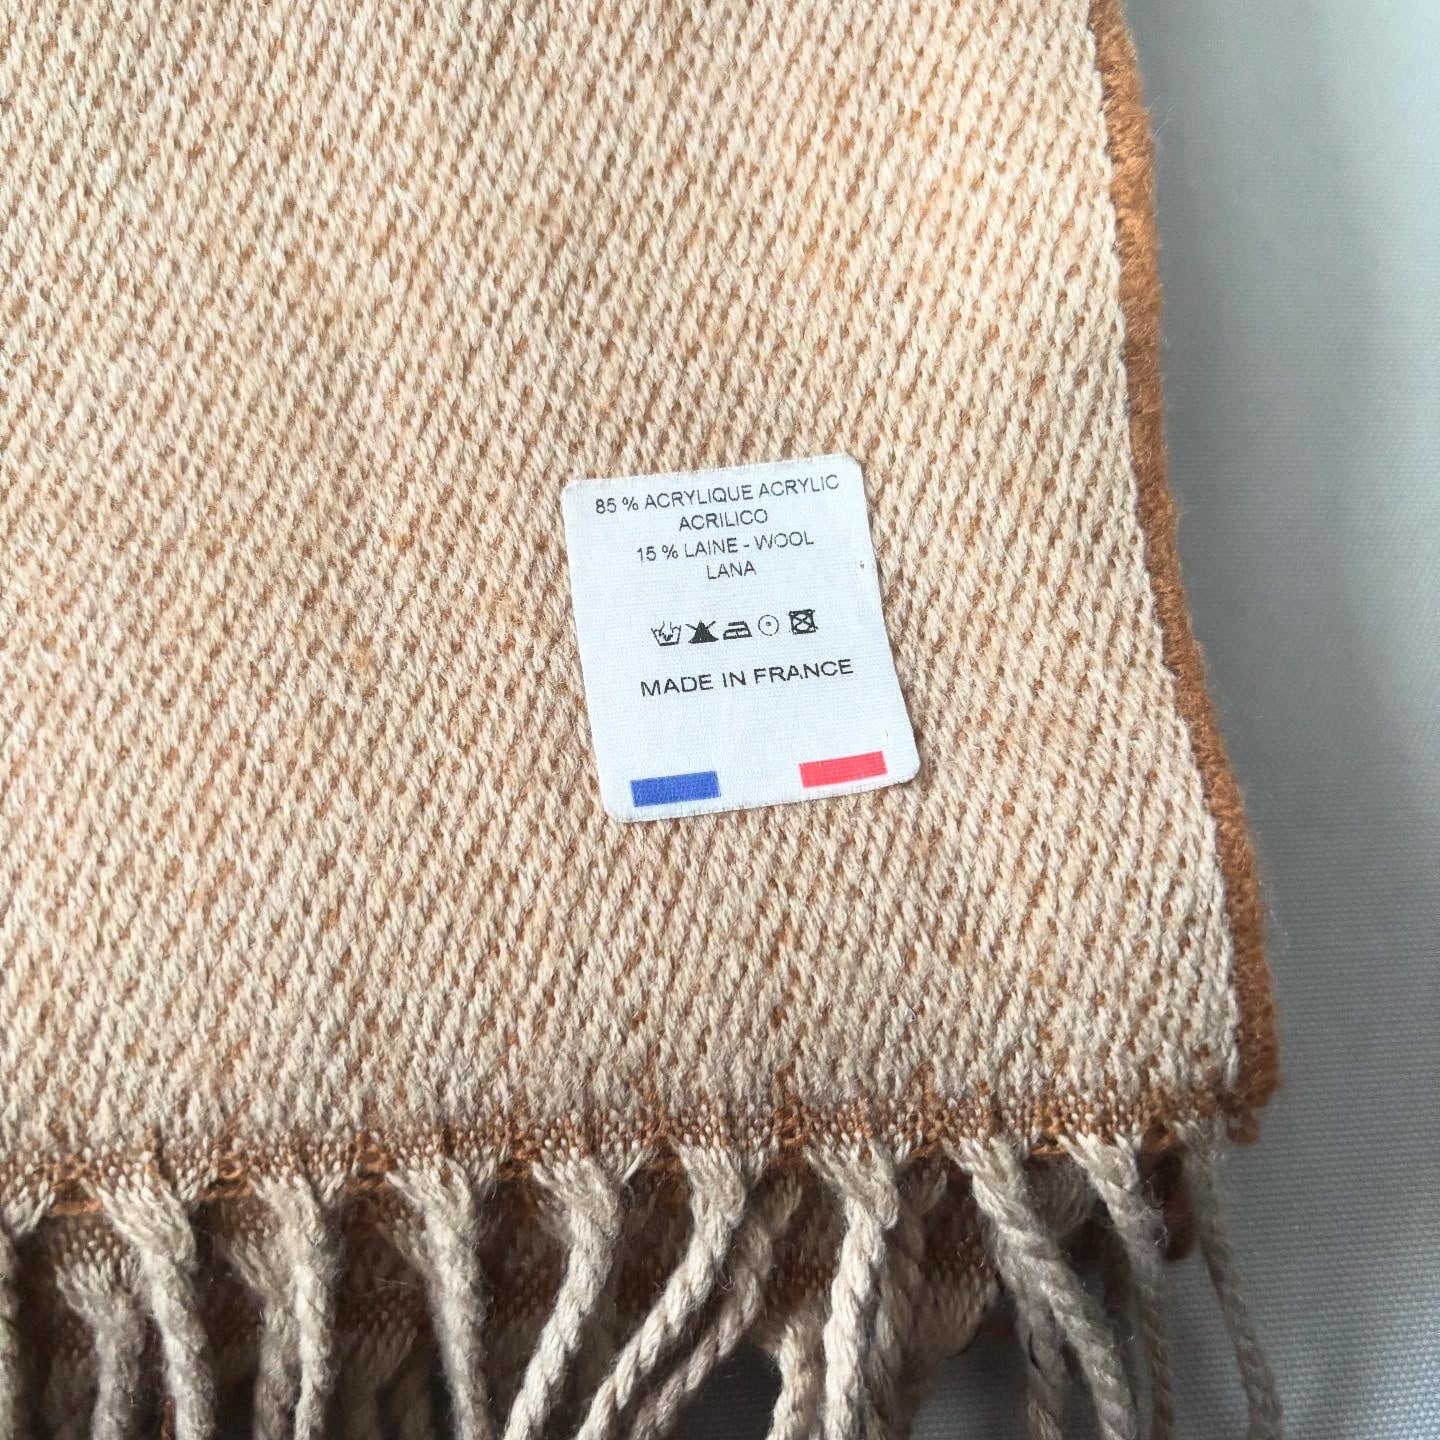 85 % ACRYLIQUE ACRYLIC
ACRILICO
15 % LAINE - WOOL
LANA
MADE IN FRANCE